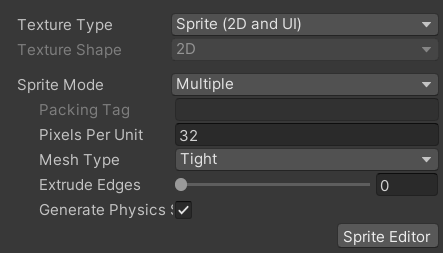 Texture Type Sprite (2D and UI)
Texture Shape 2D
Sprite Mode Multiple
Packing Tag
Pixels Per Unit 32
Mesh Type Tight
Extrude Edges 0
Generate Physics S
Sprite Editor